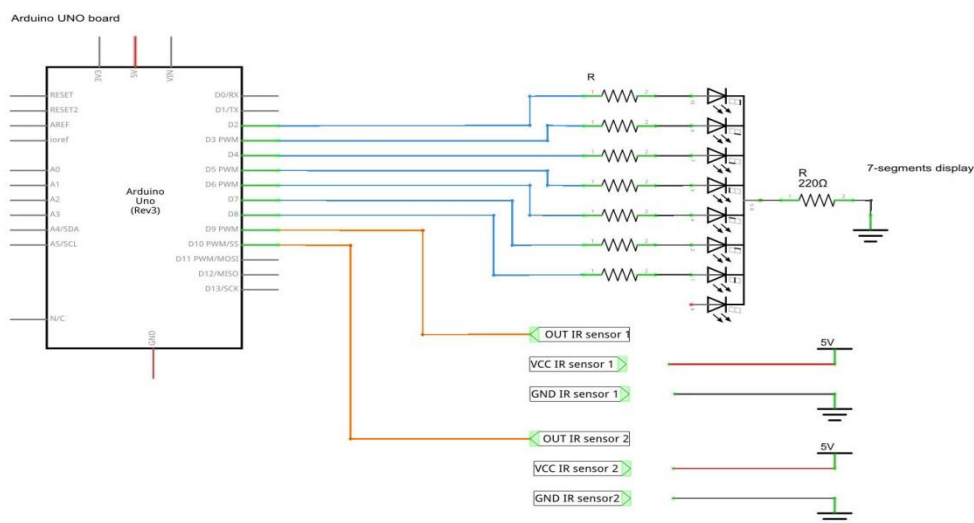 Arduino UNO board
3V3
5V
VIN
RESET
RESET2
AREF
ioref
A0
A1
A2
A3
A4/SDA
A5/SCL
N/C
Arduino
Uno
(Rev3)
GND
D0/RX
D1/TX
D2
D3 PWM
D4
D5 PWM
D6 PWM
D7
D8
D9 PWM
D10 PWM/SS
D11 PWM/MOSI
D12/MISO
D13/SCK
R
R
220Ω
7-segments display
OUT IR sensor 1
VCC IR sensor 1
5V
GND IR sensor 1
OUT IR sensor 2
VCC IR sensor 2
5V
GND IR sensor2